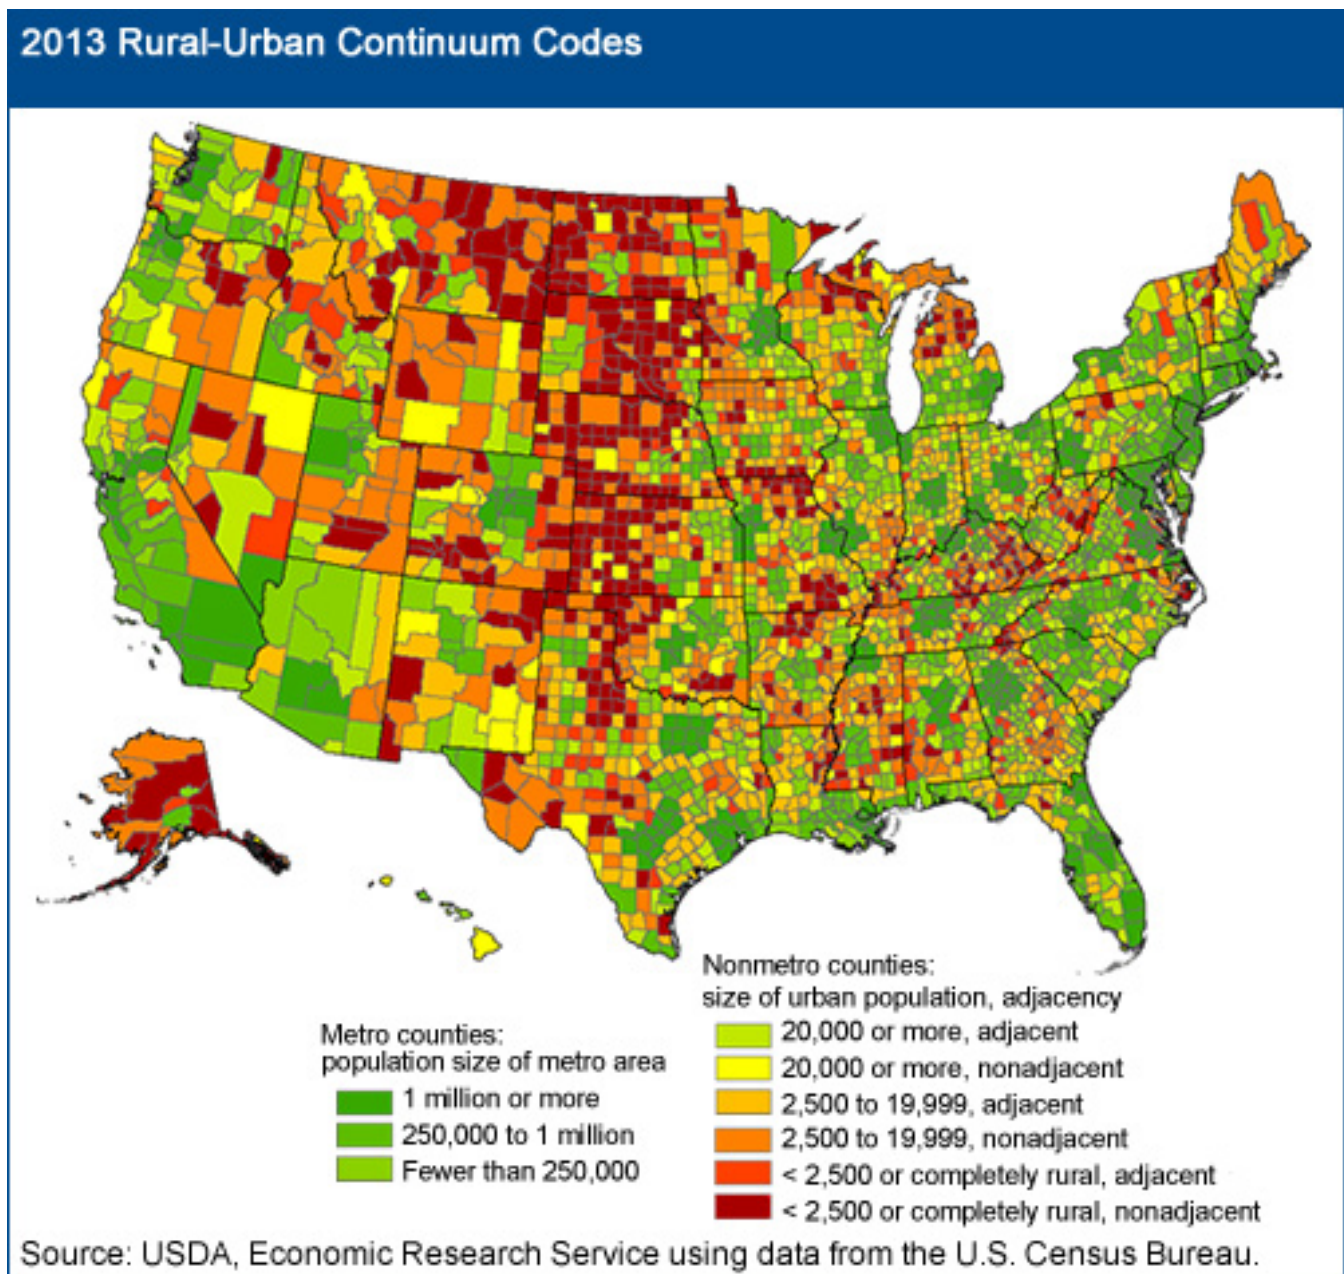 2013 Rural-Urban Continuum Codes
Metro counties:
population size of metro area
1 million or more
250,000 to 1 million
Fewer than 250,000
Nonmetro counties:
size of urban population, adjacency
20,000 or more, adjacent
20,000 or more, nonadjacent
2,500 to 19,999, adjacent
2,500 to 19,999, nonadjacent
< 2,500 or completely rural, adjacent
< 2,500 or completely rural, nonadjacent
Source: USDA, Economic Research Service using data from the U.S. Census Bureau.